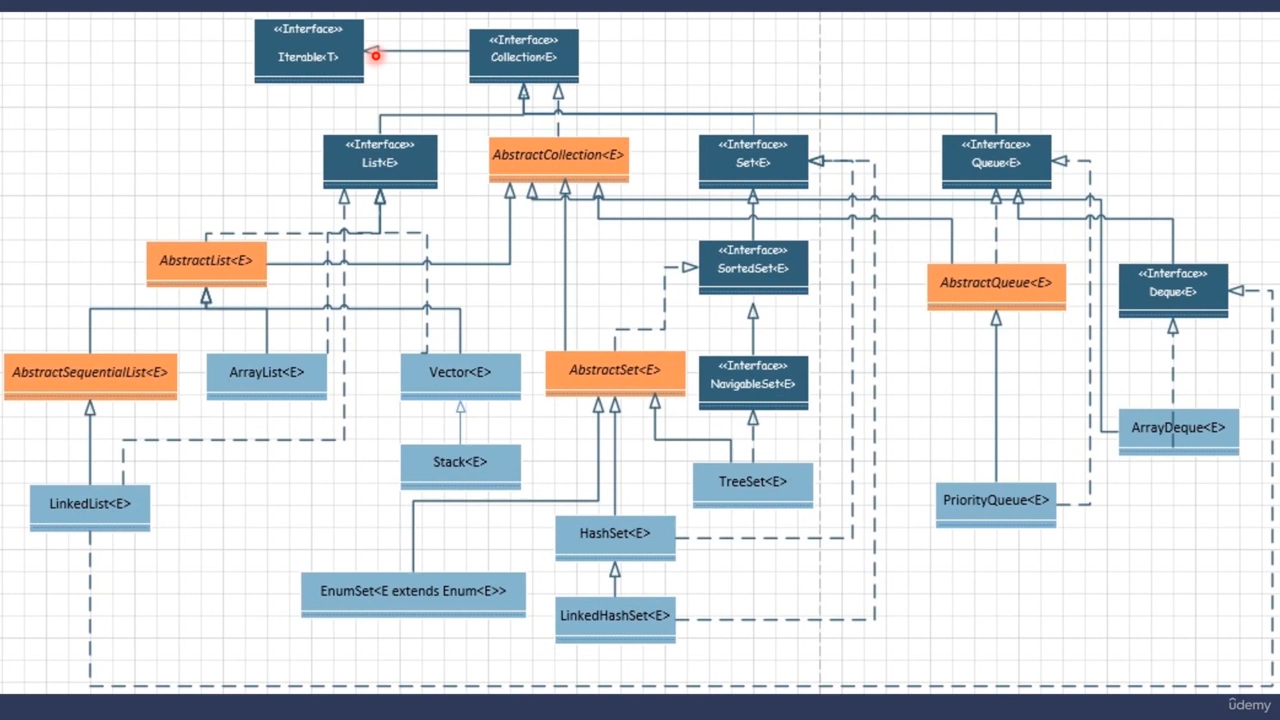 <<Interface>>
Iterable<T>
<<Interface>>
Collection<E>
<<Interface>>
List<E>
AbstractCollection<E>
<<Interface>>
Set<E>
<<Interface>>
Queue<E>
AbstractList<E>
<<Interface>>
SortedSet<E>
AbstractQueue<E>
<<Interface>>
Deque<E>
AbstractSequentialList<E>
ArrayList<E>
Vector<E>
AbstractSet<E>
<<Interface>>
NavigableSet<E>
ArrayDeque<E>
Stack<E>
TreeSet<E>
LinkedList<E>
PriorityQueue<E>
HashSet<E>
EnumSet<E extends Enum<E>>
LinkedHashSet<E>
ûdemy